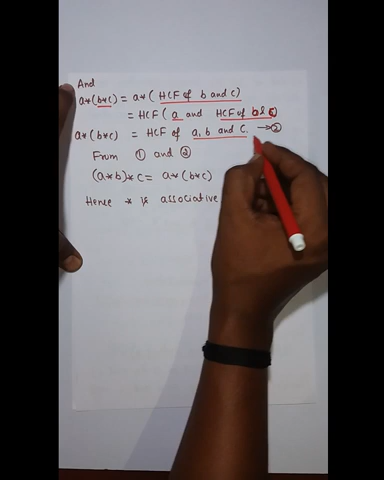 And
a*(b*c) = a*( HCF of b and c)
= HCF ( a and HCF of b & c)
a*(b*c) = HCF of a, b and c. → ②
From ① and ②
(a*b)*c = a*(b*c)
Hence * is associative